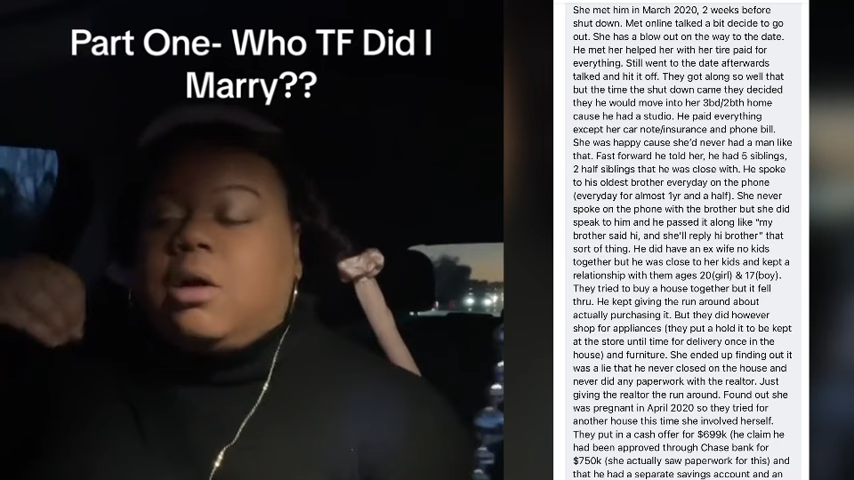 Part One- Who TF Did I
Marry??
She met him in March 2020, 2 weeks before
shut down. Met online talked a bit decide to go
out. She has a blow out on the way to the date.
He met her helped her with her tire paid for
everything. Still went to the date afterwards
talked and hit it off. They got along so well that
but the time the shut down came they decided
they he would move into her 3bd/2bth home
cause he had a studio. He paid everything
except her car note/insurance and phone bill.
She was happy cause she'd never had a man like
that. Fast forward he told her, he had 5 siblings,
2 half siblings that he was close with. He spoke
to his oldest brother everyday on the phone
(everyday for almost 1yr and a half). She never
spoke on the phone with the brother but she did
speak to him and he passed it along like “my
brother said hi, and she'll reply hi brother” that
sort of thing. He did have an ex wife no kids
together but he was close to her kids and kept a
relationship with them ages 20(girl) & 17(boy).
They tried to buy a house together but it fell
thru. He kept giving the run around about
actually purchasing it. But they did however
shop for appliances (they put a hold it to be kept
at the store until time for delivery once in the
house) and furniture. She ended up finding out it
was a lie that he never closed on the house and
never did any paperwork with the realtor. Just
giving the realtor the run around. Found out she
was pregnant in April 2020 so they tried for
another house this time she involved herself.
They put in a cash offer for $699k (he claim he
had been approved through Chase bank for
$750k (she actually saw paperwork for this) and
that he had a separate savings account and an